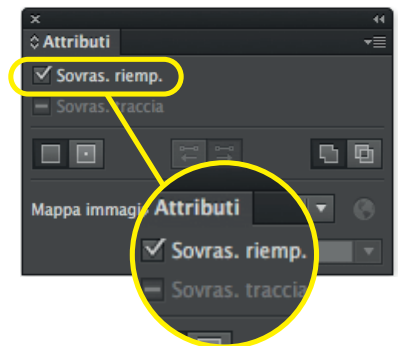 Attributi
Sovras. riemp.
Sovras. traccia
Mappa immagi
Attributi
Sovras. riemp.
Sovras. traccia